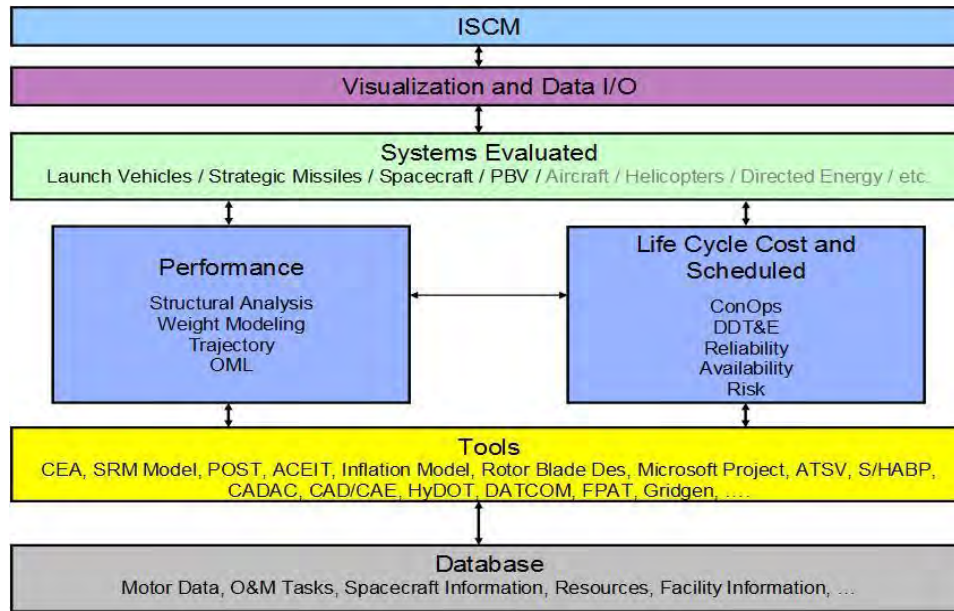 ISCM
Visualization and Data I/O
Systems Evaluated
Launch Vehicles / Strategic Missiles / Spacecraft / PBV / Aircraft / Helicopters / Directed Energy / etc.
Performance
Structural Analysis
Weight Modeling
Trajectory
OML
Life Cycle Cost and
Scheduled
ConOps
DDT&E
Reliability
Availability
Risk
Tools
CEA, SRM Model, POST, ACEIT, Inflation Model, Rotor Blade Des, Microsoft Project, ATSV, S/HABP,
CADAC, CAD/CAE, HyDOT, DATCOM, FPAT, Gridgen, ....
Database
Motor Data, O&M Tasks, Spacecraft Information, Resources, Facility Information, ...